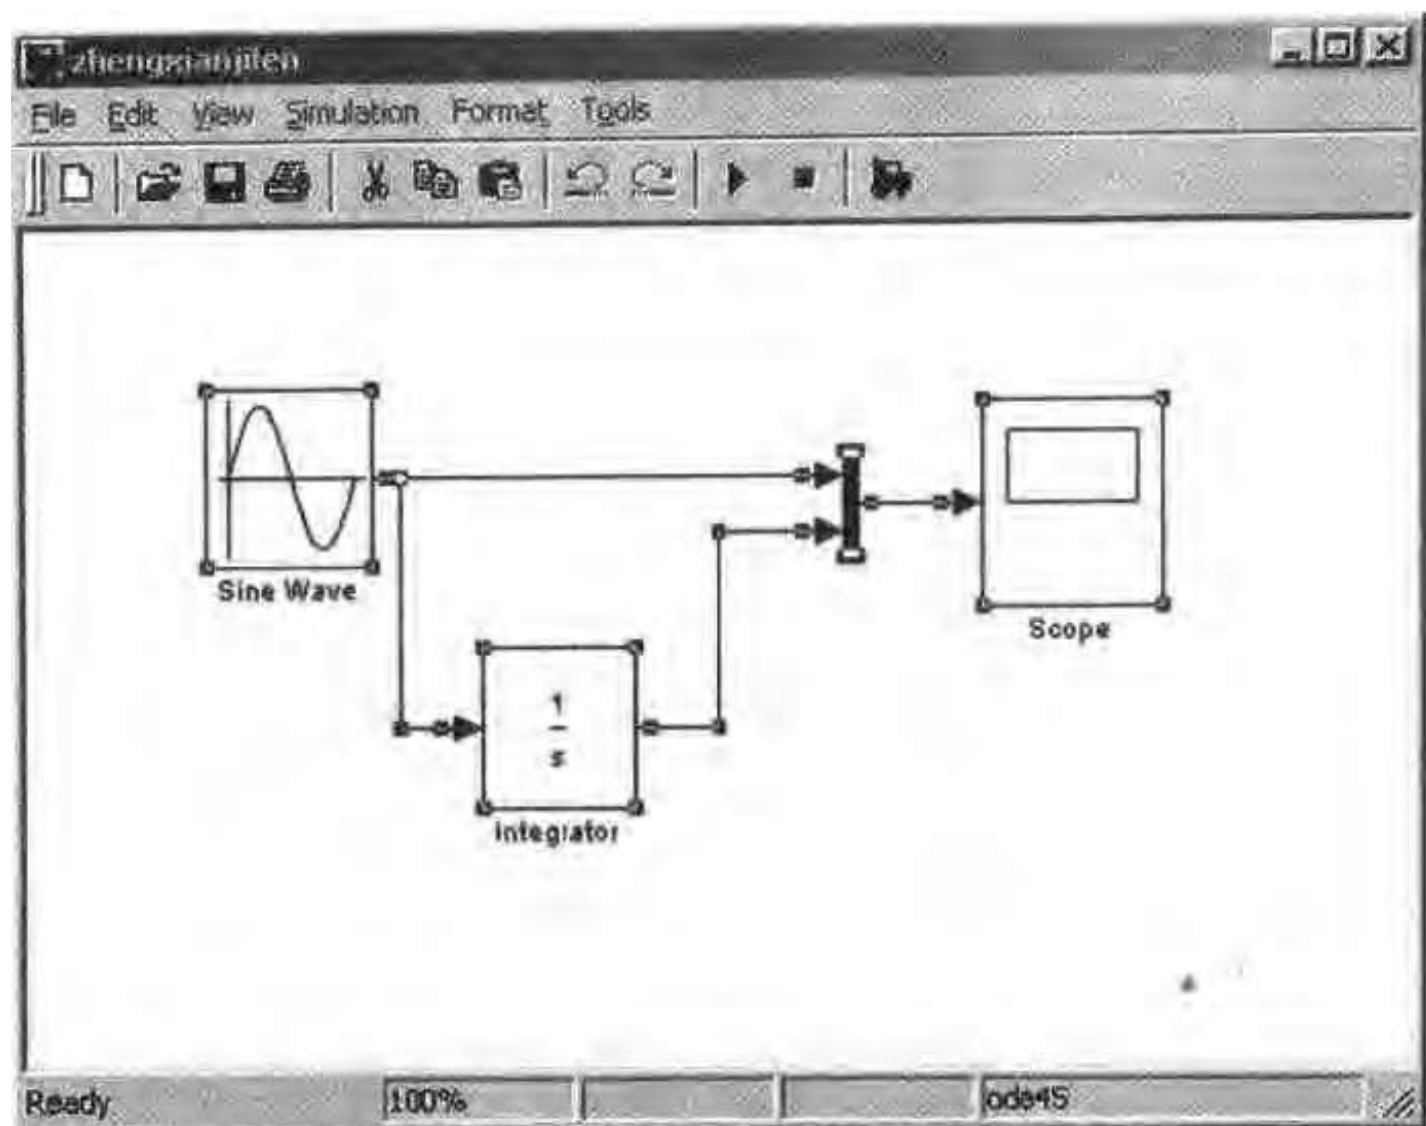 zhengxianjifen
File Edit View Simulation Format Tools
Sine Wave
Scope
1
s
Integrator
Ready 100% ode45